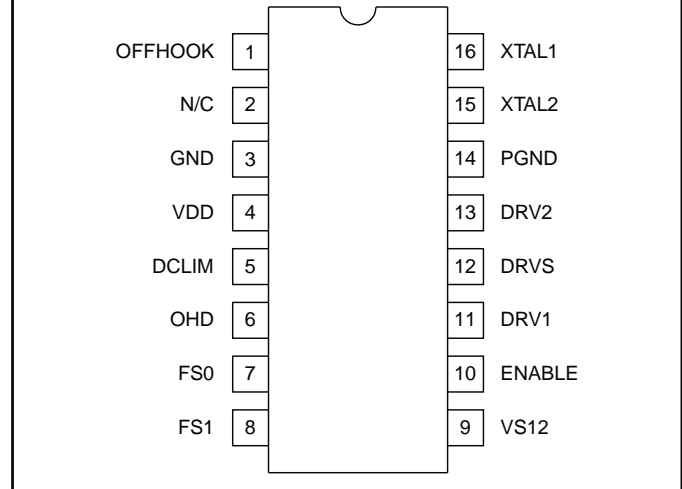 OFFHOOK 1 16 XTAL1
N/C 2 15 XTAL2
GND 3 14 PGND
VDD 4 13 DRV2
DCLIM 5 12 DRVS
OHD 6 11 DRV1
FS0 7 10 ENABLE
FS1 8 9 VS12